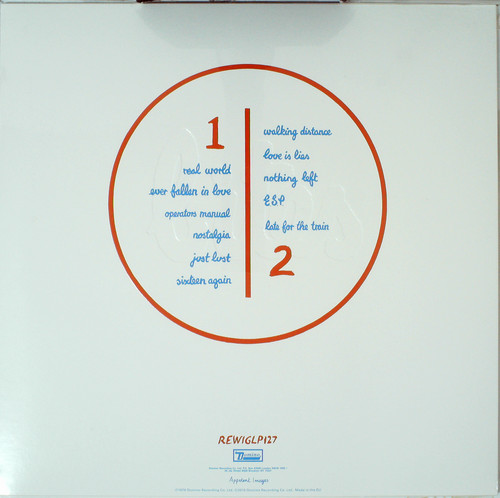 1
real world
ever fallen in love
operators manual
nostalgia
just lust
sixteen again
walking distance
love is lies
nothing left
E.S.P.
late for the train
2
REWIGLP127
Domino
Apparent Images